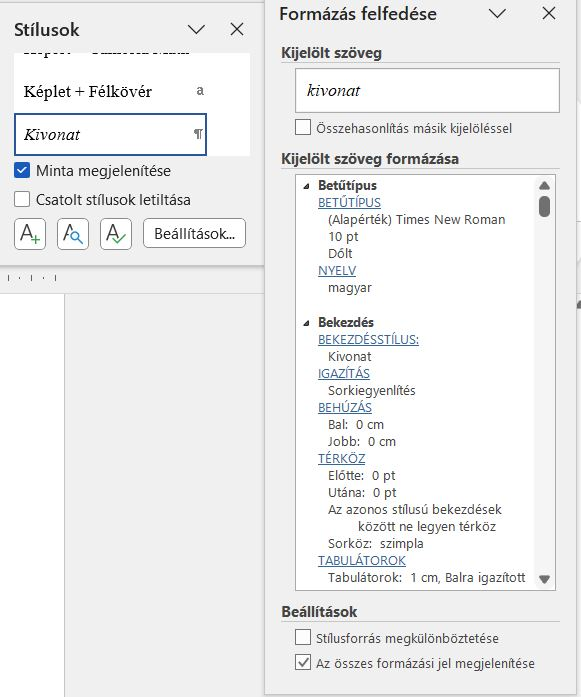 Stílusok
Képlet + Félkövér a
Kivonat ¶
Minta megjelenítése
Csatolt stílusok letiltása
Beállítások...
Formázás felfedése
Kijelölt szöveg
kivonat
Összehasonlítás másik kijelöléssel
Kijelölt szöveg formázása
Betűtípus
BETŰTÍPUS
(Alapérték) Times New Roman
10 pt
Dőlt
NYELV
magyar
Bekezdés
BEKEZDÉSSTÍLUS:
Kivonat
IGAZÍTÁS
Sorkiegyenlítés
BEHÚZÁS
Bal: 0 cm
Jobb: 0 cm
TÉRKÖZ
Előtte: 0 pt
Utána: 0 pt
Az azonos stílusú bekezdések
között ne legyen térköz
Sorköz: szimpla
TABULÁTOROK
Tabulátorok: 1 cm, Balra igazított
Beállítások
Stílusforrás megkülönböztetése
Az összes formázási jel megjelenítése